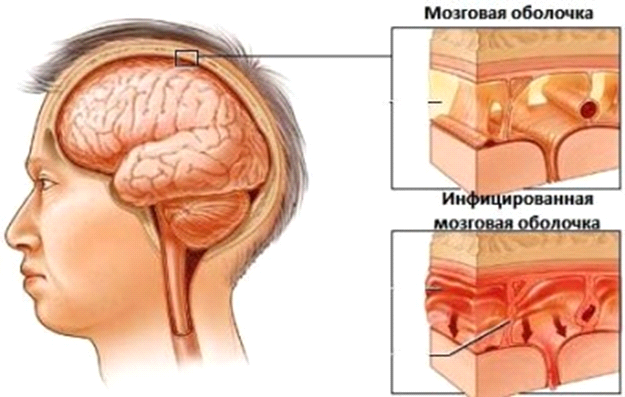 Мозговая оболочка
Инфицированная
мозговая оболочка